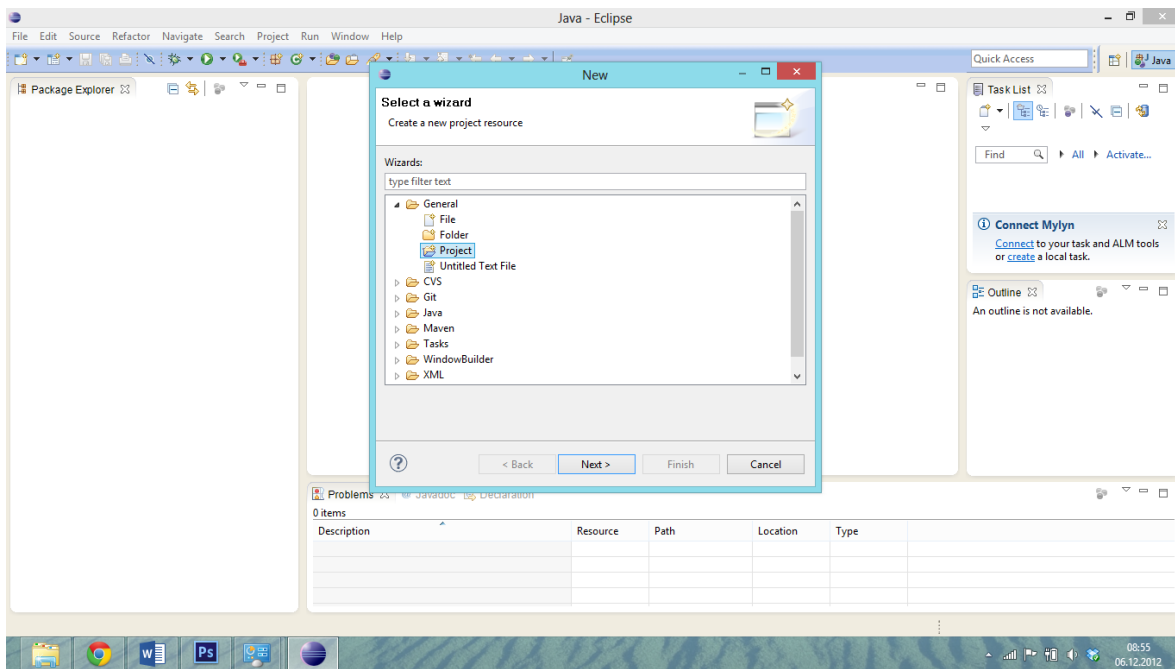 Java - Eclipse
File Edit Source Refactor Navigate Search Project Run Window Help
Quick Access
Java
Package Explorer
New
Select a wizard
Create a new project resource
Wizards:
type filter text
General
File
Folder
Project
Untitled Text File
CVS
Git
Java
Maven
Tasks
WindowBuilder
XML
< Back Next > Finish Cancel
Task List
Find All Activate...
Connect Mylyn
Connect to your task and ALM tools
or create a local task.
Outline
An outline is not available.
Problems Javadoc Declaration
0 items
Description Resource Path Location Type
W Ps
08:55
06.12.2012